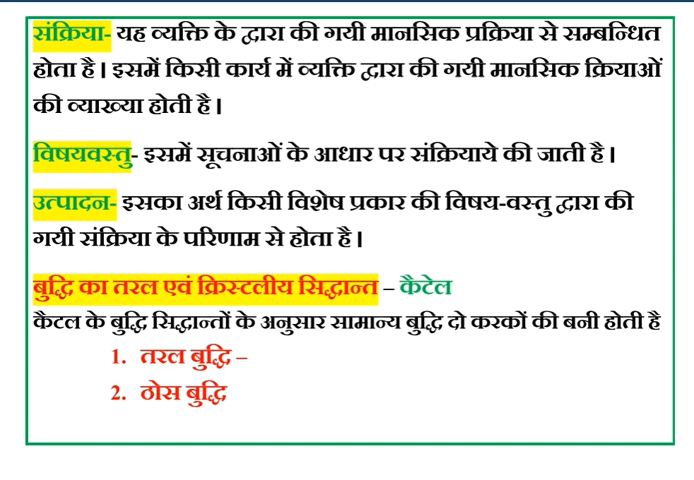 संक्रिया- यह व्यक्ति के द्वारा की गयी मानसिक प्रक्रिया से सम्बन्धित
होता है। इसमें किसी कार्य में व्यक्ति द्वारा की गयी मानसिक क्रियाओं
की व्याख्या होती है।
विषयवस्तु- इसमें सूचनाओं के आधार पर संक्रियाये की जाती है।
उत्पादन- इसका अर्थ किसी विशेष प्रकार की विषय-वस्तु द्वारा की
गयी संक्रिया के परिणाम से होता है।
बुद्धि का तरल एवं क्रिस्टलीय सिद्धान्त – कैटेल
कैटल के बुद्धि सिद्धान्तों के अनुसार सामान्य बुद्धि दो करकों की बनी होती है
1. तरल बुद्धि –
2. ठोस बुद्धि